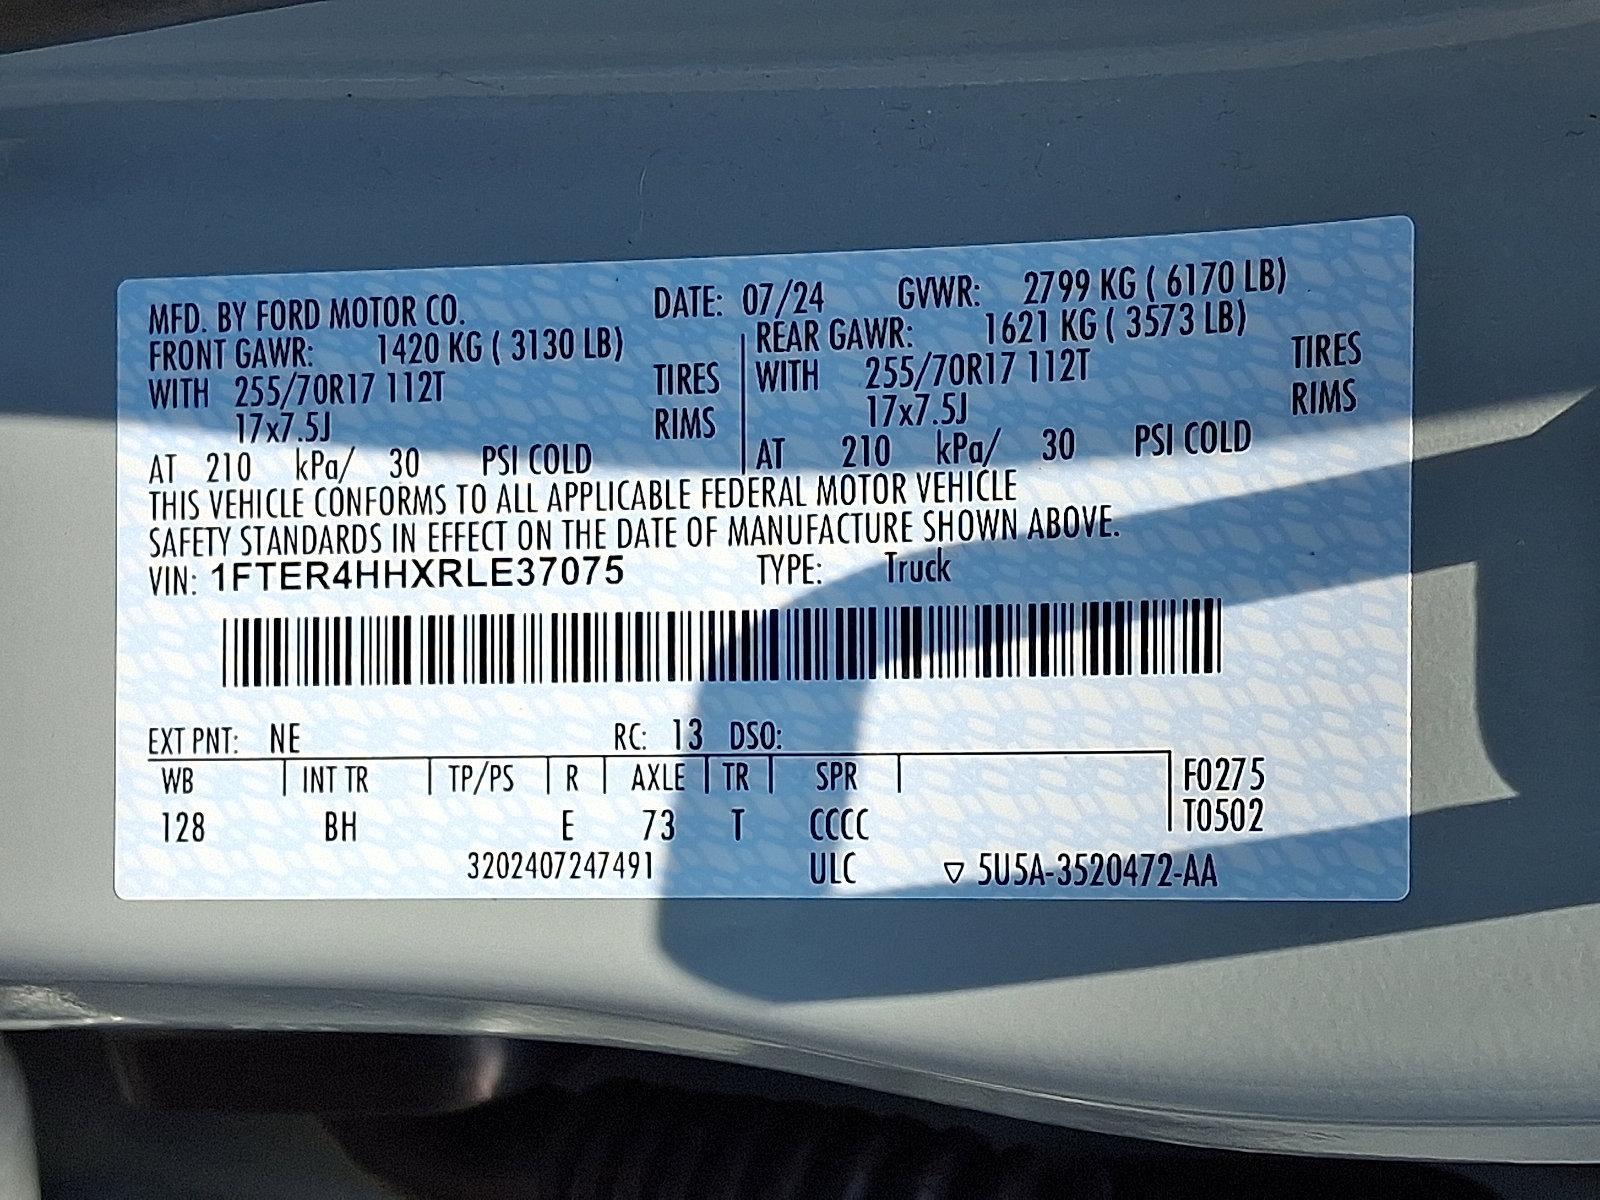 MFD. BY FORD MOTOR CO. DATE: 07/24 GVWR: 2799 KG ( 6170 LB)
FRONT GAWR: 1420 KG ( 3130 LB) REAR GAWR: 1621 KG ( 3573 LB)
WITH 255/70R17 112T TIRES WITH 255/70R17 112T TIRES
17x7.5J RIMS 17x7.5J RIMS
AT 210 kPa/ 30 PSI COLD AT 210 kPa/ 30 PSI COLD
THIS VEHICLE CONFORMS TO ALL APPLICABLE FEDERAL MOTOR VEHICLE
SAFETY STANDARDS IN EFFECT ON THE DATE OF MANUFACTURE SHOWN ABOVE.
VIN: 1FTER4HHXRLE37075 TYPE: Truck
EXT PNT: NE RC: 13 DSO:
WB INT TR TP/PS R AXLE TR SPR F0275
128 BH E 73 T CCCC T0502
3202407247491 ULC ▽ 5U5A-3520472-AA